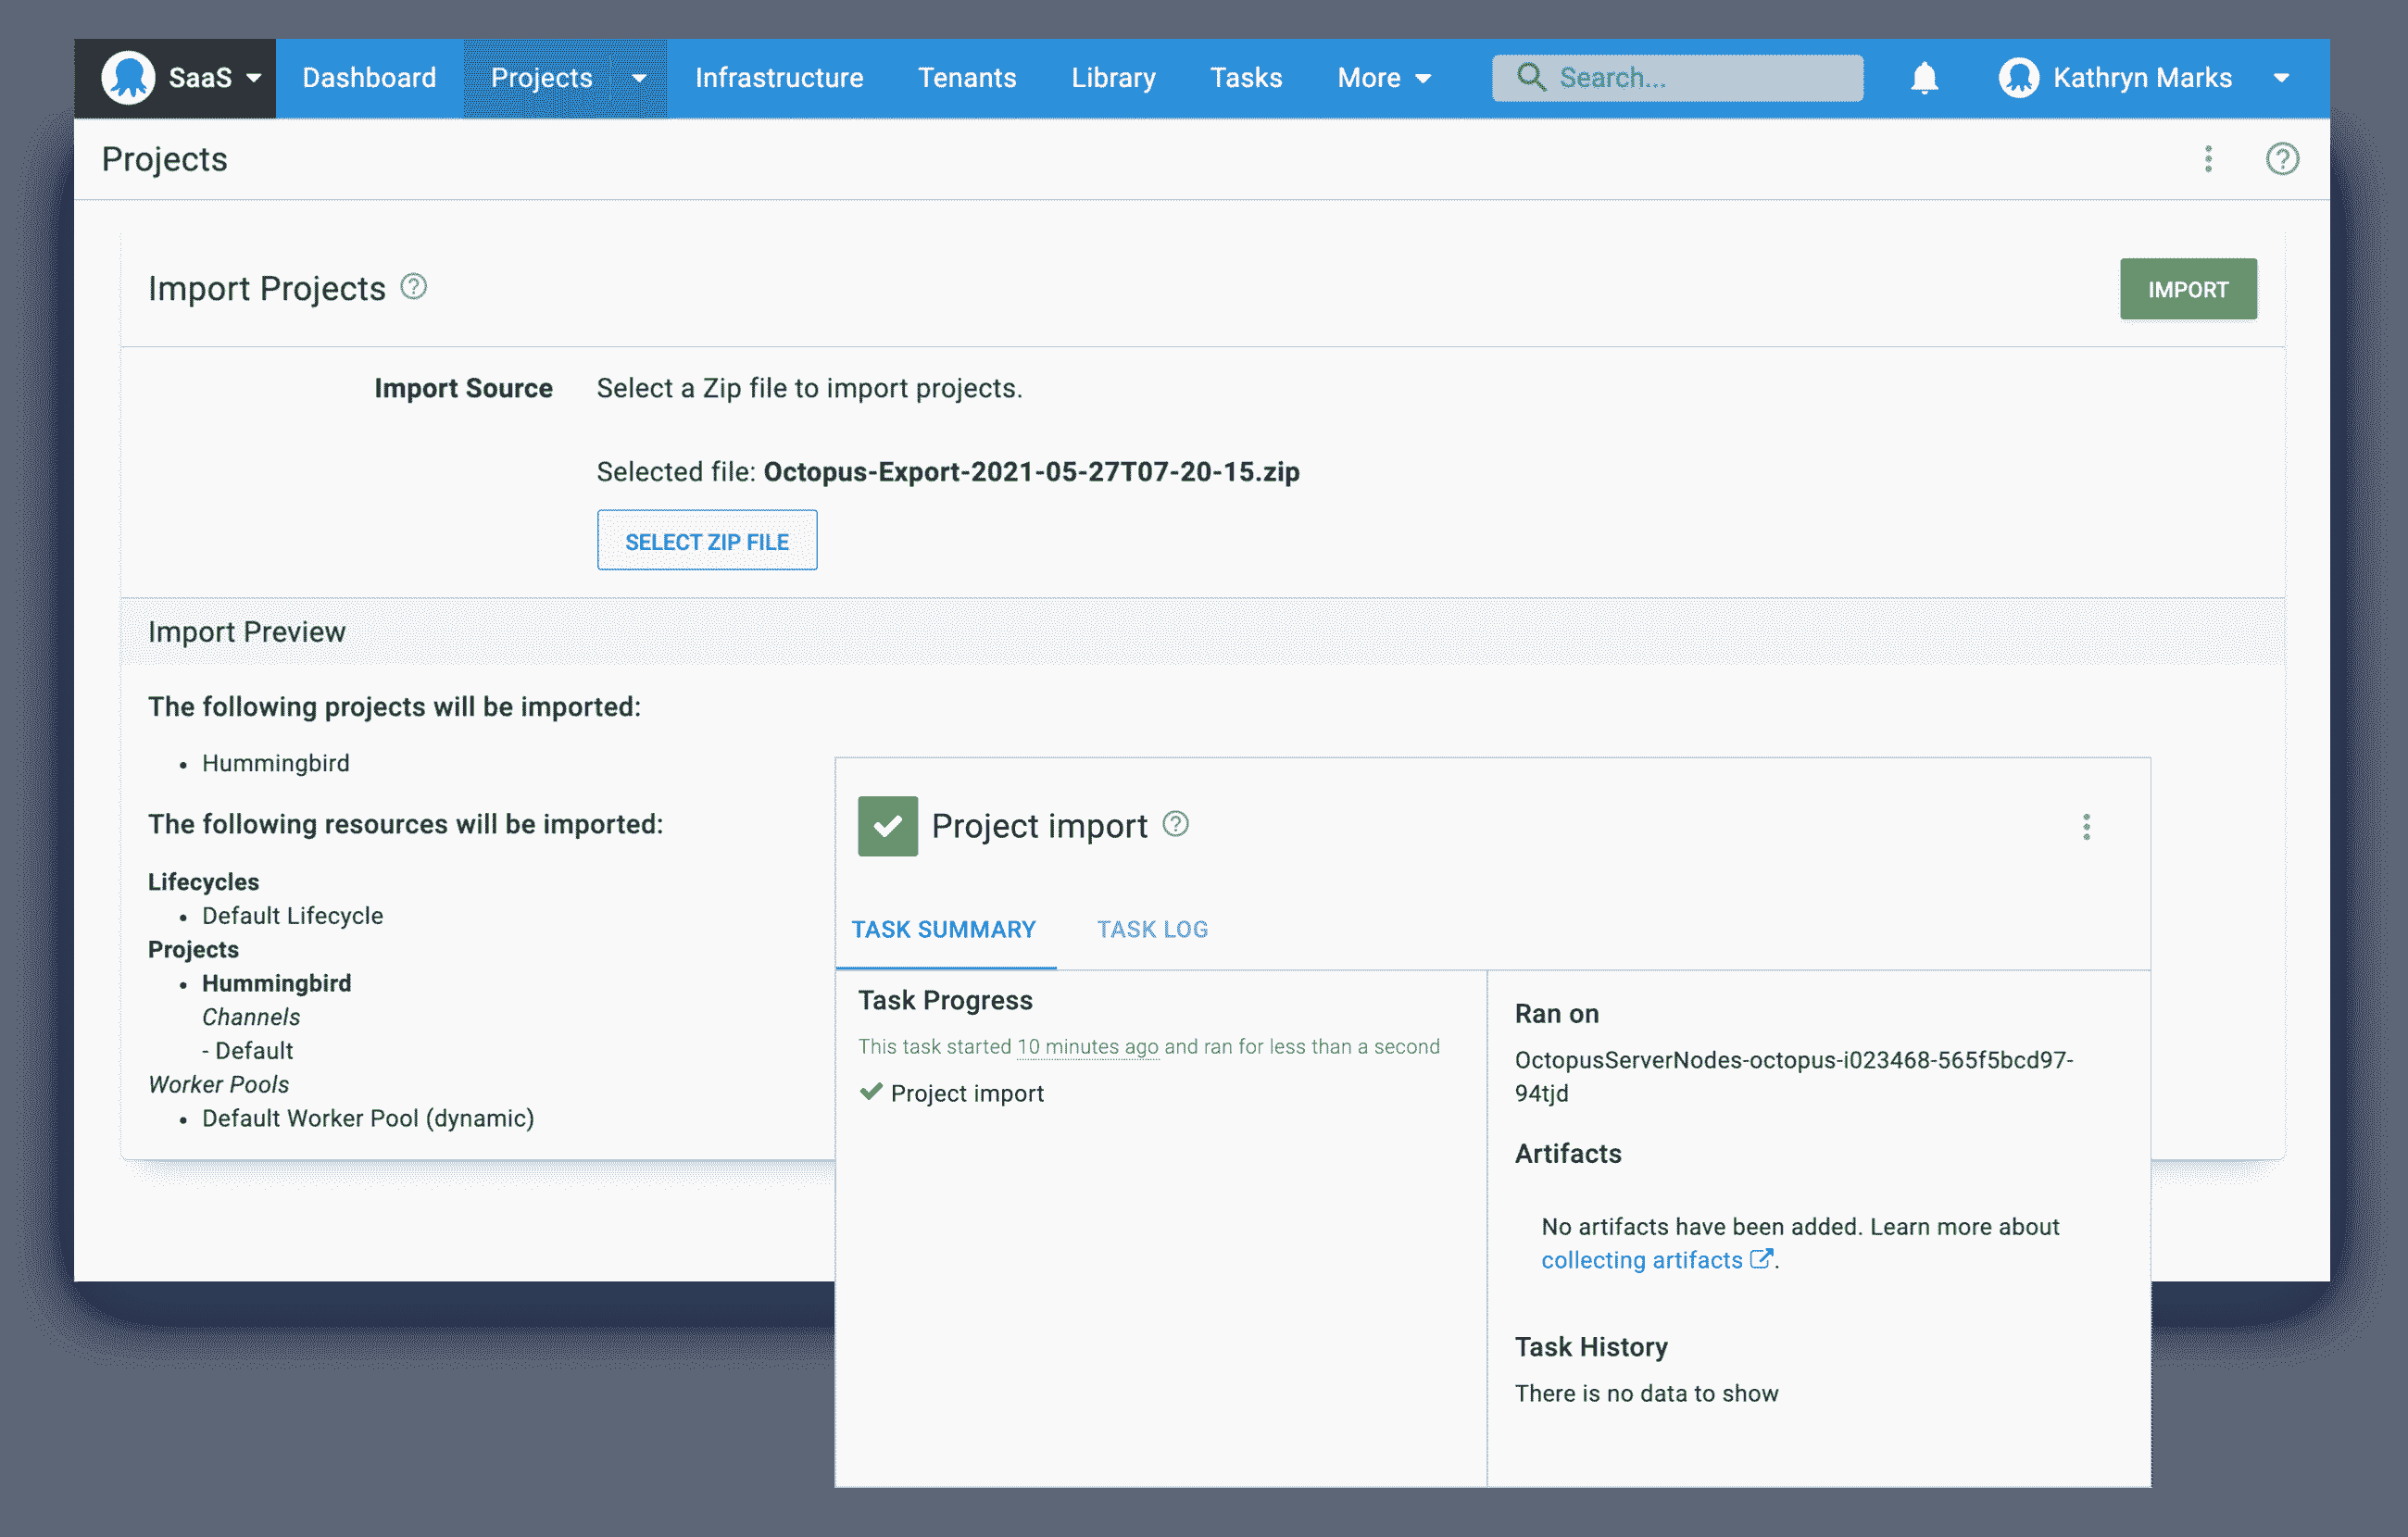 SaaS Dashboard Projects Infrastructure Tenants Library Tasks More Search... Kathryn Marks
Projects
Import Projects ? IMPORT
Import Source Select a Zip file to import projects.
Selected file: Octopus-Export-2021-05-27T07-20-15.zip
SELECT ZIP FILE
Import Preview
The following projects will be imported:
• Hummingbird
The following resources will be imported:
Lifecycles
• Default Lifecycle
Projects
• Hummingbird
Channels
- Default
Worker Pools
• Default Worker Pool (dynamic)
Project import ?
TASK SUMMARY TASK LOG
Task Progress
This task started 10 minutes ago and ran for less than a second
Project import
Ran on
OctopusServerNodes-octopus-i023468-565f5bcd97-
94tjd
Artifacts
No artifacts have been added. Learn more about
collecting artifacts .
Task History
There is no data to show